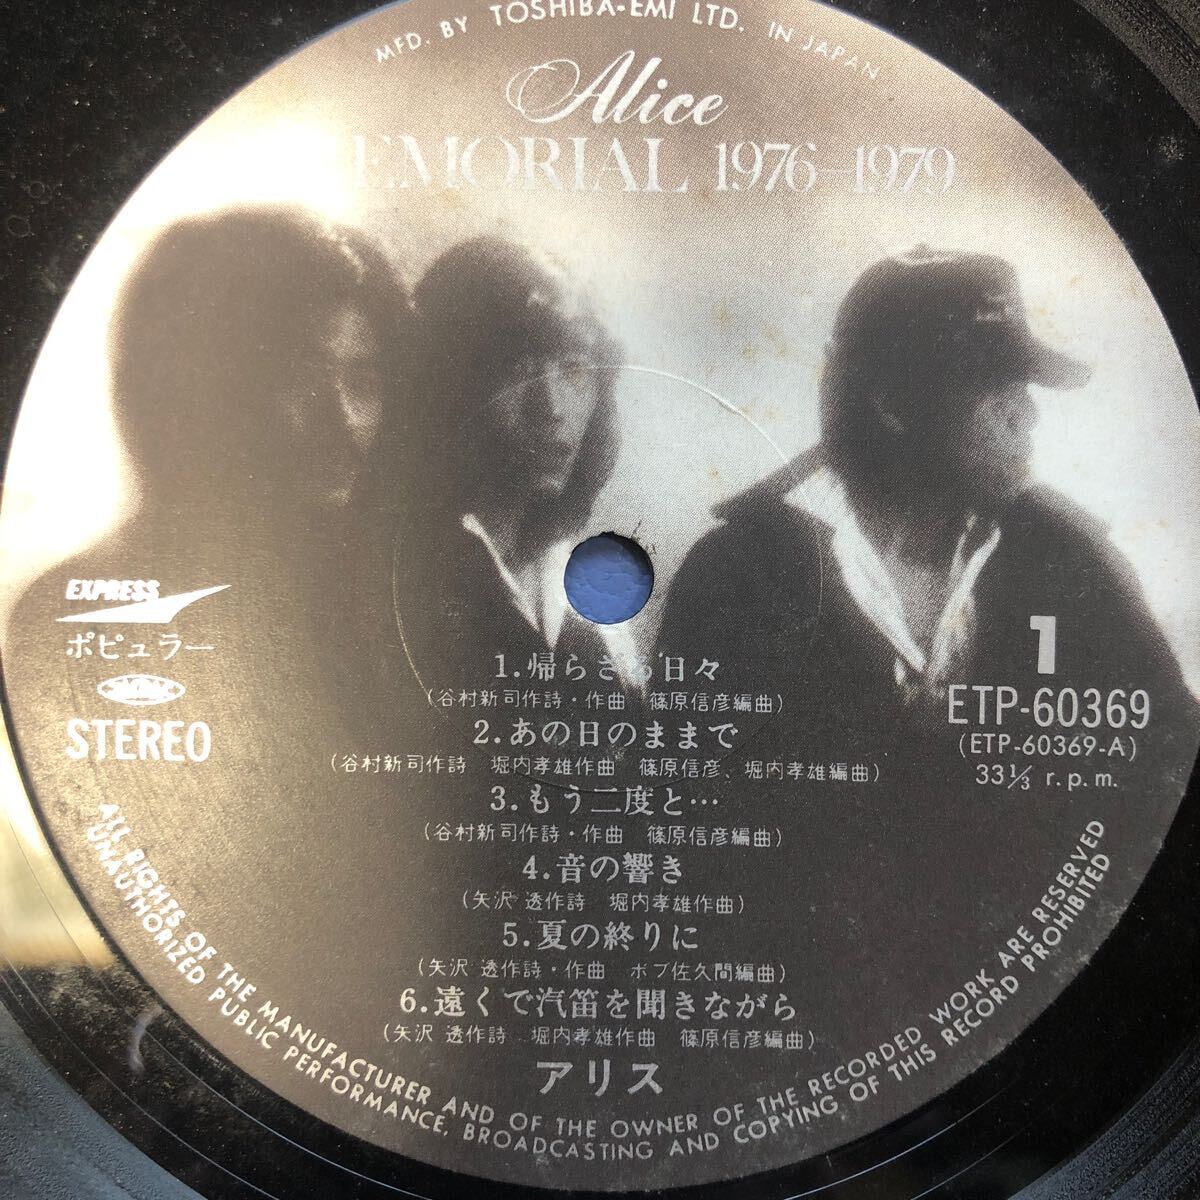 MFD. BY TOSHIBA-EMI LTD. IN JAPAN
Alice
EMORIAL 1976-1979
EXPRESS
ポピュラー
STEREO
1
ETP-60369
(ETP-60369-A)
33⅓ r.p.m.
1.帰らざる日々
(谷村新司作詩・作曲 篠原信彦編曲)
2.あの日のままで
(谷村新司作詩 堀内孝雄作曲 篠原信彦、堀内孝雄編曲)
3.もう二度と…
(谷村新司作詩・作曲 篠原信彦編曲)
4.音の響き
(矢沢 透作詩 堀内孝雄作曲)
5.夏の終りに
(矢沢 透作詩・作曲 ボブ佐久間編曲)
6.遠くで汽笛を聞きながら
(矢沢 透作詩 堀内孝雄作曲 篠原信彦編曲)
アリス
ALL RIGHTS OF THE MANUFACTURER AND OF THE OWNER OF THE RECORDED WORK ARE RESERVED
UNAUTHORIZED PUBLIC PERFORMANCE, BROADCASTING AND COPYING OF THIS RECORD PROHIBITED